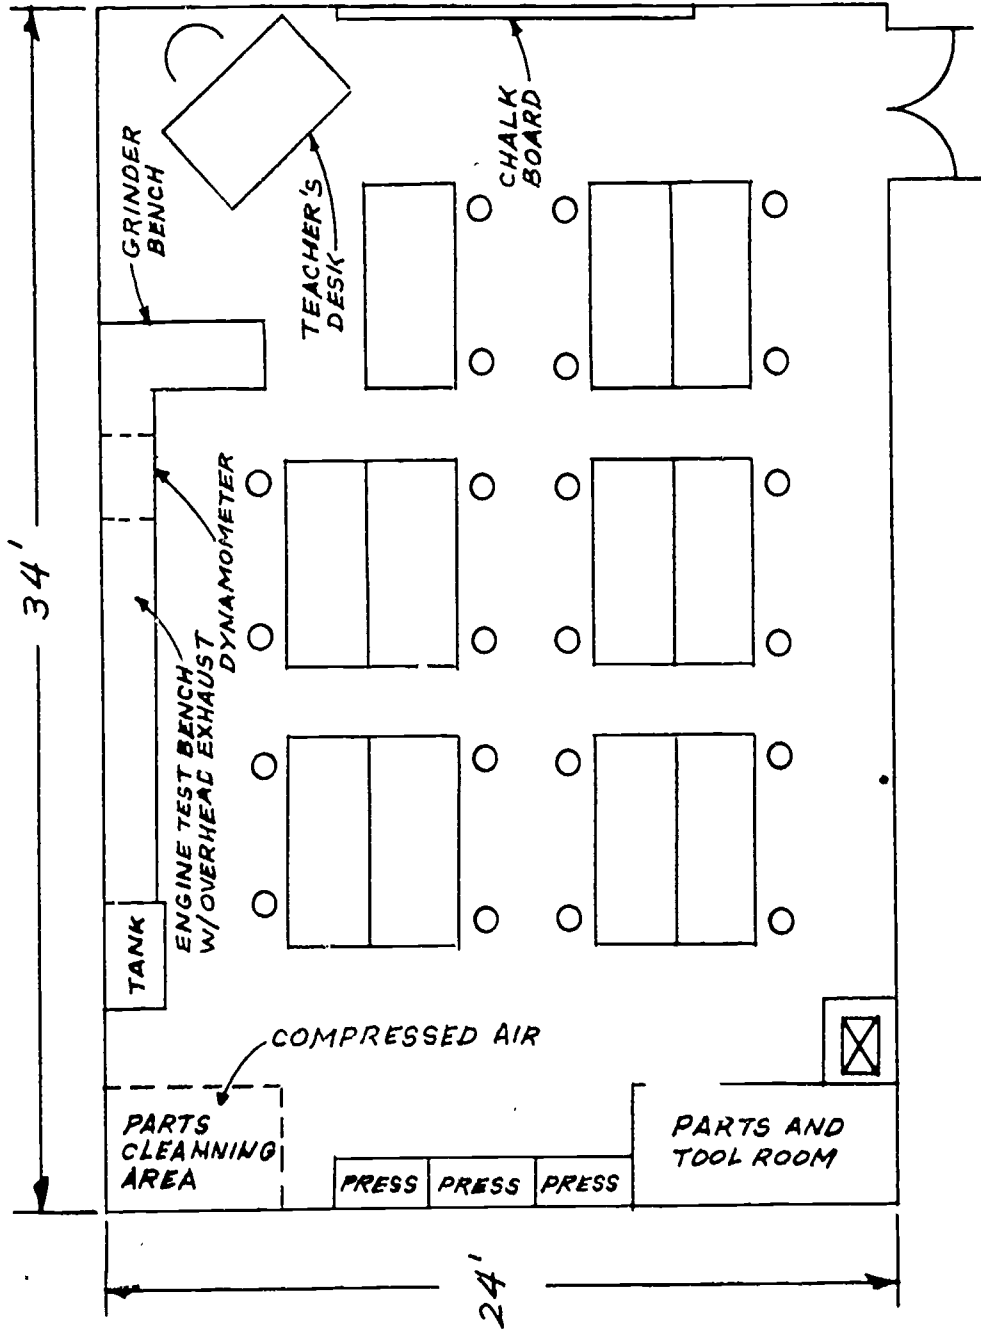 CHALK
BOARD
GRINDER
BENCH
TEACHER'S
DESK
34'
DYNAMOMETER
ENGINE TEST BENCH
W/OVERHEAD EXHAUST
TANK
COMPRESSED AIR
PARTS
CLEANNING
AREA
PRESS
PRESS
PRESS
PARTS AND
TOOL ROOM
24'